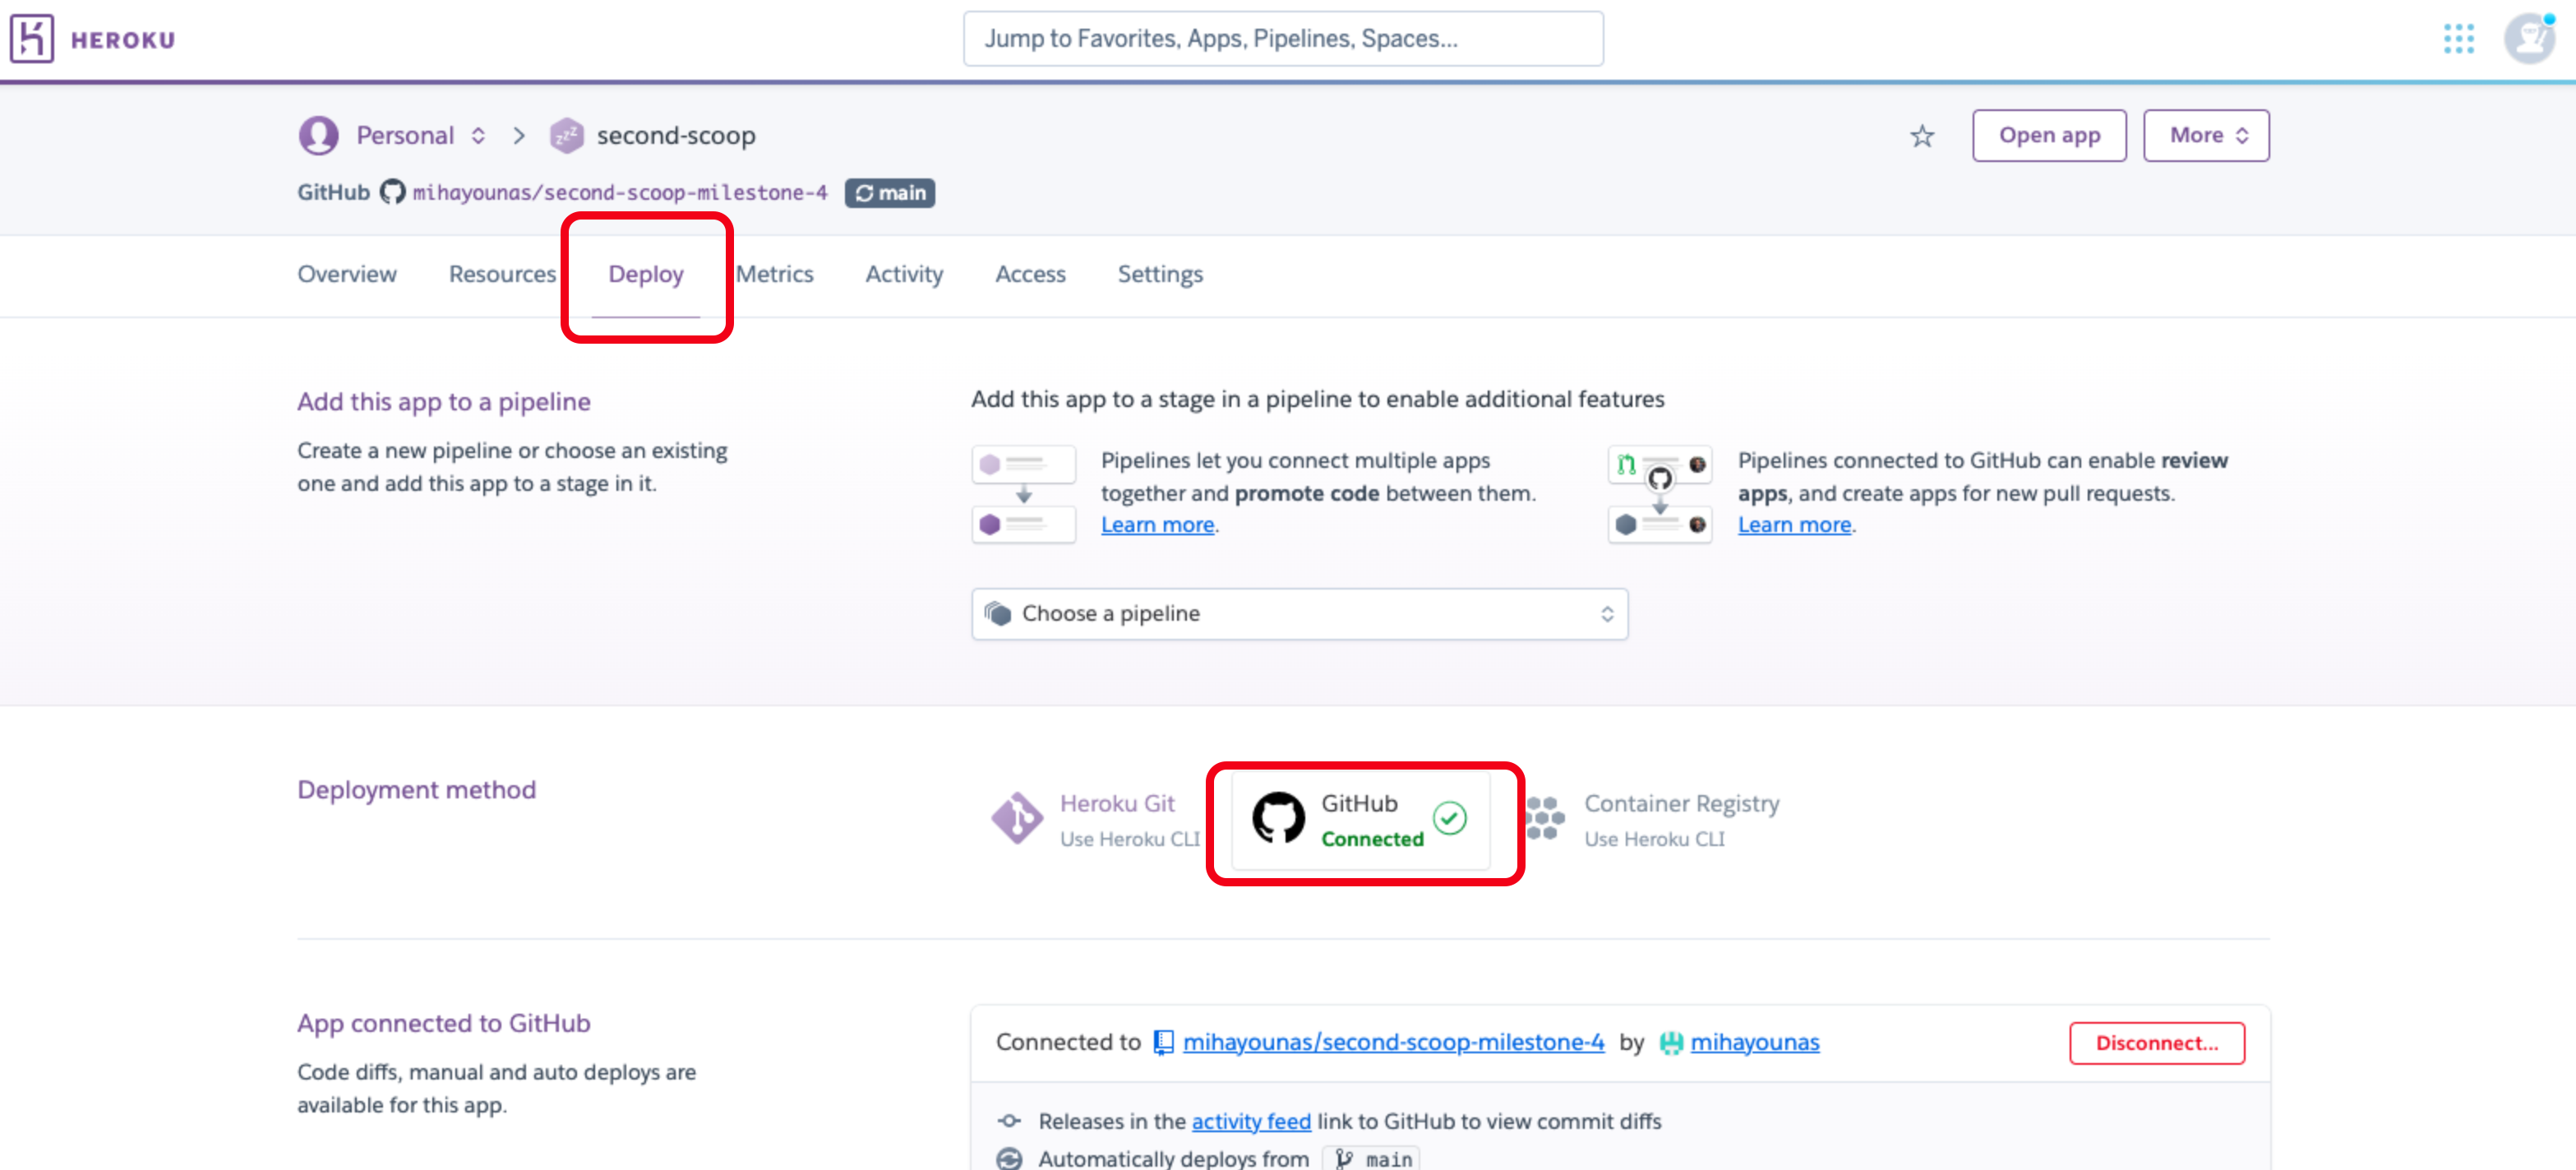 HEROKU
Jump to Favorites, Apps, Pipelines, Spaces...
Personal
second-scoop
Open app
More
GitHub mihayounas/second-scoop-milestone-4 main
Overview
Resources
Deploy
Metrics
Activity
Access
Settings
Add this app to a pipeline
Create a new pipeline or choose an existing
one and add this app to a stage in it.
Add this app to a stage in a pipeline to enable additional features
Pipelines let you connect multiple apps
together and promote code between them.
Learn more.
Pipelines connected to GitHub can enable review
apps, and create apps for new pull requests.
Learn more.
Choose a pipeline
Deployment method
Heroku Git
Use Heroku CLI
GitHub
Connected
Container Registry
Use Heroku CLI
App connected to GitHub
Code diffs, manual and auto deploys are
available for this app.
Connected to mihayounas/second-scoop-milestone-4 by mihayounas
Disconnect...
Releases in the activity feed link to GitHub to view commit diffs
Automatically deploys from main